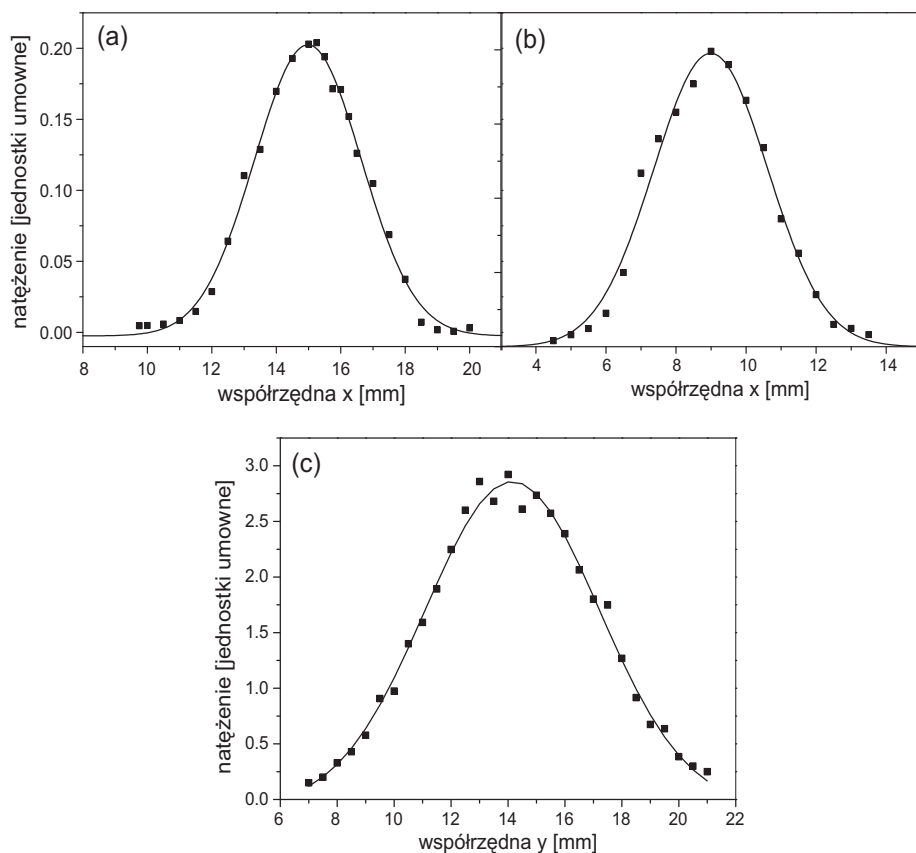 (a)
(b)
natężenie [jednostki umowne]
0.20
0.15
0.10
0.05
0.00
8 10 12 14 16 18 20
4 6 8 10 12 14
współrzędna x [mm]
współrzędna x [mm]
(c)
natężenie [jednostki umowne]
3.0
2.5
2.0
1.5
1.0
0.5
0.0
6 8 10 12 14 16 18 20 22
współrzędna y [mm]